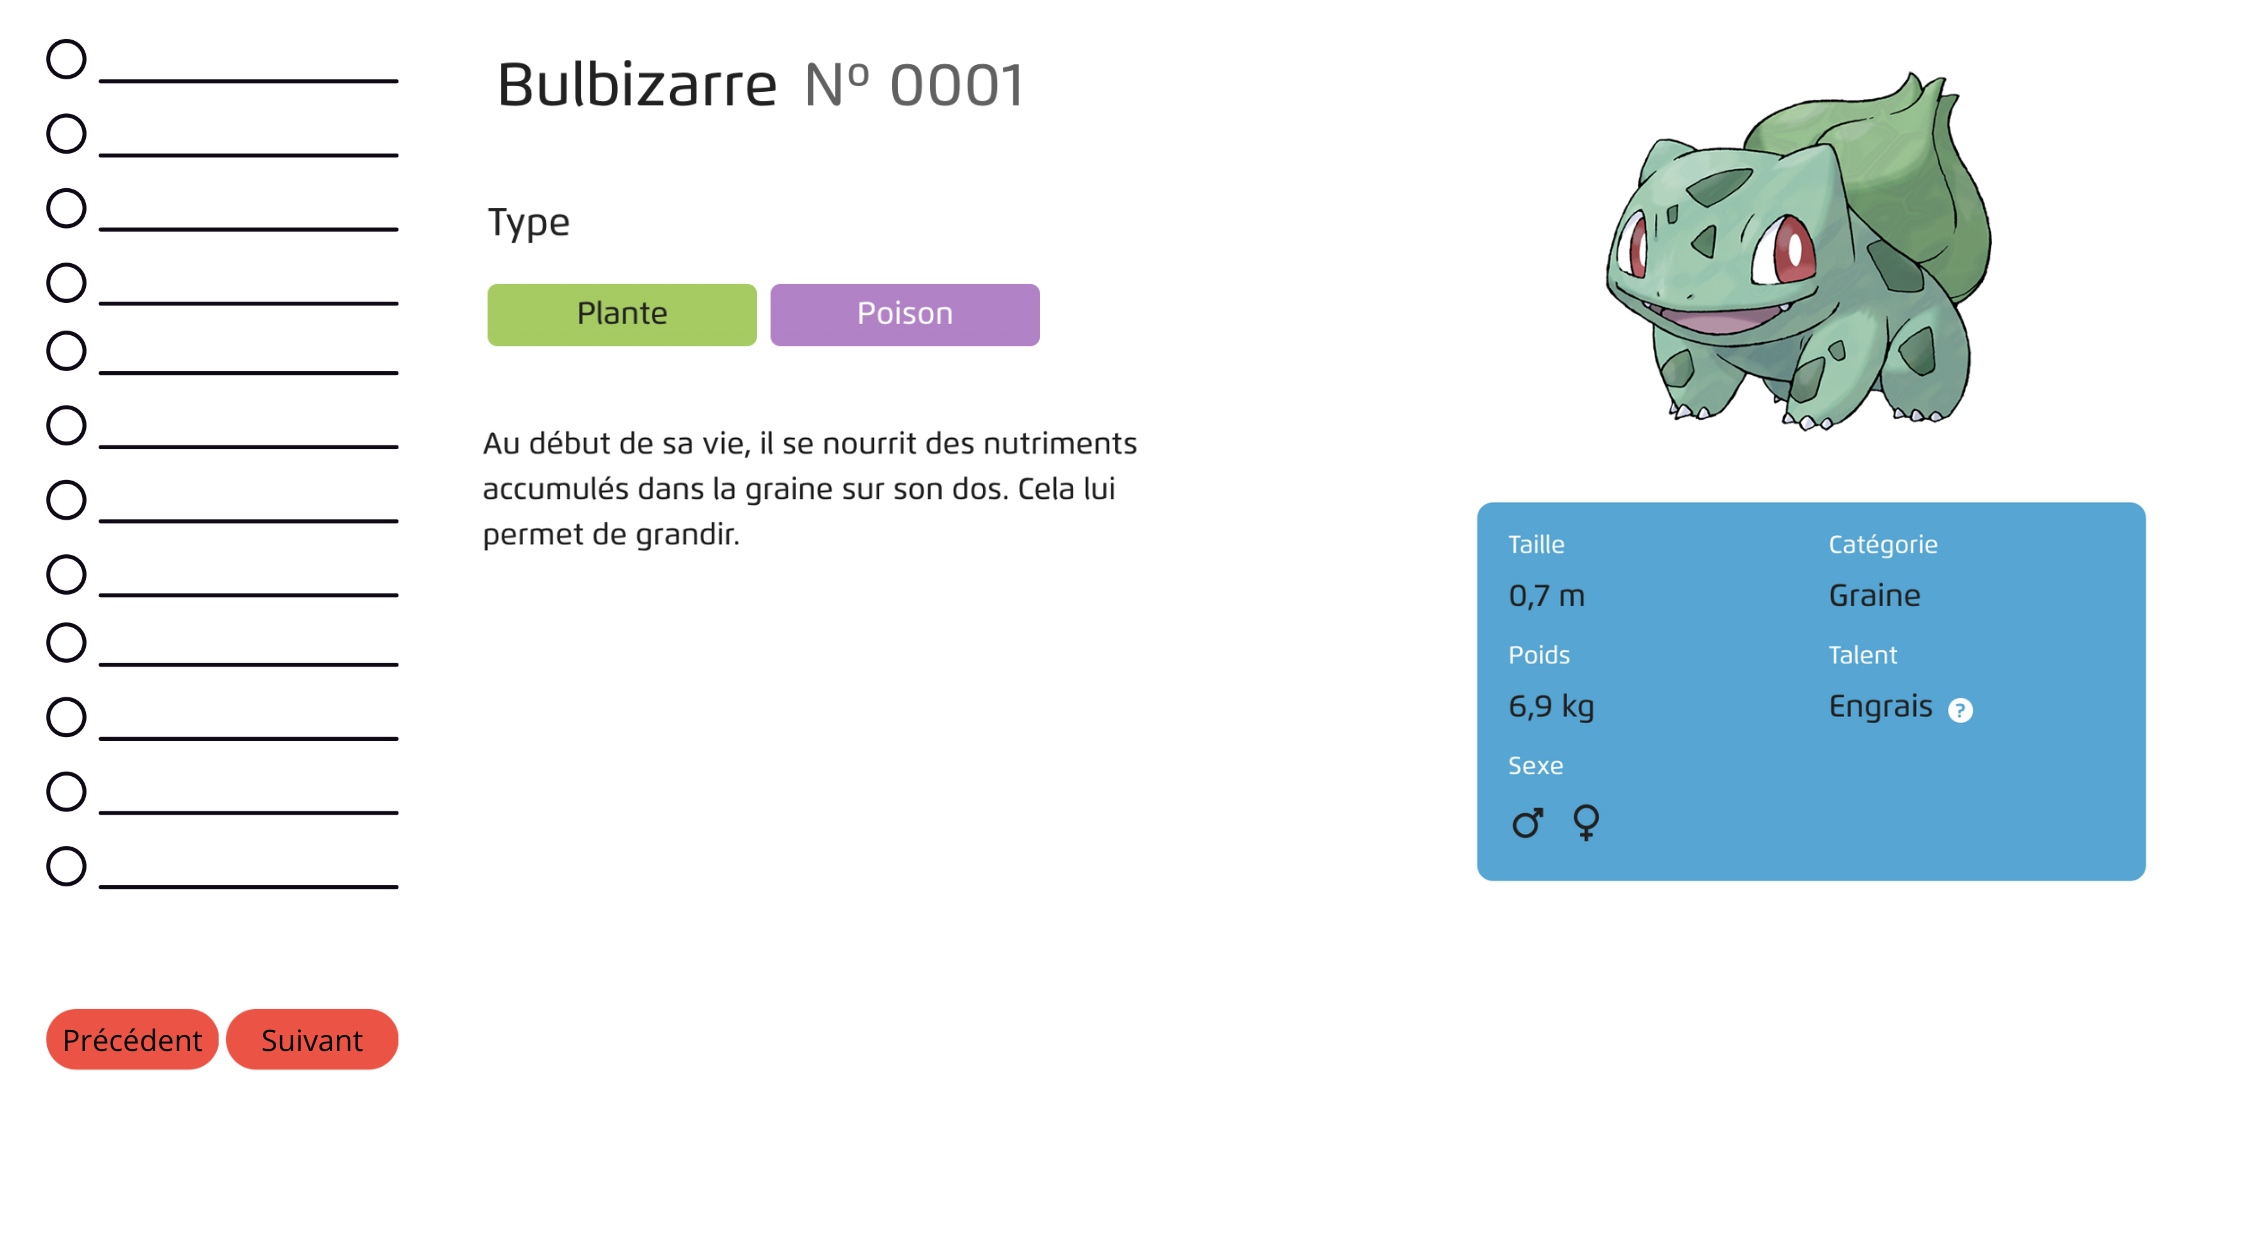 Bulbizarre Nº 0001
Type
Plante Poison
Au début de sa vie, il se nourrit des nutriments
accumulés dans la graine sur son dos. Cela lui
permet de grandir.
Taille
0,7 m
Poids
6,9 kg
Sexe
♂ ♀
Catégorie
Graine
Talent
Engrais ?
Précédent Suivant